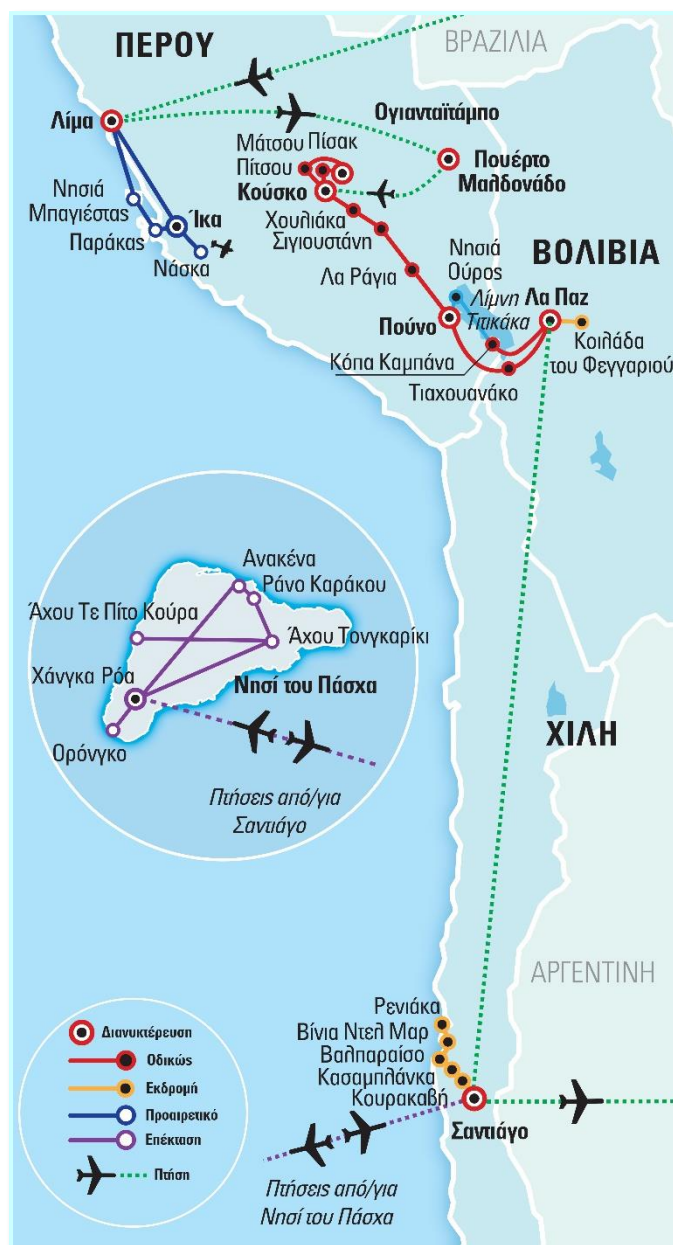 ΠΕΡΟΥ
ΒΡΑΖΙΛΙΑ
Λίμα
Ογιανταϊτάμπο
Μάτσου Πίσακ
Πίτσου
Πουέρτο
Μαλδονάδο
Κούσκο
Νησιά
Μπαγιέστας
Ίκα
Παράκας
Νάσκα
Χουλιάκα
Σιγιουστάνη
Λα Ράγια
Νησιά
Ούρος
ΒΟΛΙΒΙΑ
Λίμνη
Τιτικάκα
Λα Παζ
Πούνο
Κοιλάδα
του Φεγγαριού
Κόπα Καμπάνα
Τιαχουανάκο
Ανακένα
Ράνο Καράκου
Άχου Τε Πίτο Κούρα
Άχου Τονγκαρίκι
Χάνγκα Ρόα
Νησί του Πάσχα
Ορόνγκο
Πτήσεις από/για
Σαντιάγο
ΧΙΛΗ
ΑΡΓΕΝΤΙΝΗ
Ρενιάκα
Βίνια Ντελ Μαρ
Βαλπαραίσο
Κασαμπλάνκα
Κουρακαβή
Σαντιάγο
Πτήσεις από/για
Νησί του Πάσχα
Διανυκτέρευση
Οδικώς
Εκδρομή
Προαιρετικό
Επέκταση
Πτήση